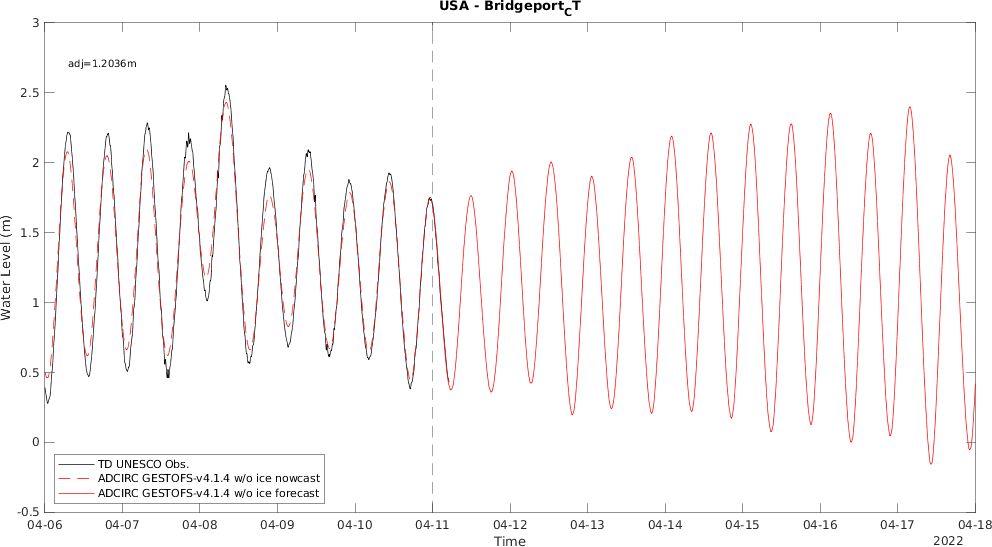 USA - Bridgeport_CT
3
2.5
2
1.5
1
0.5
0
-0.5
Water Level (m)
adj=1.2036m
TD UNESCO Obs.
ADCIRC GESTOFS-v4.1.4 w/o ice nowcast
ADCIRC GESTOFS-v4.1.4 w/o ice forecast
04-06 04-07 04-08 04-09 04-10 04-11 04-12 04-13 04-14 04-15 04-16 04-17 04-18
Time
2022